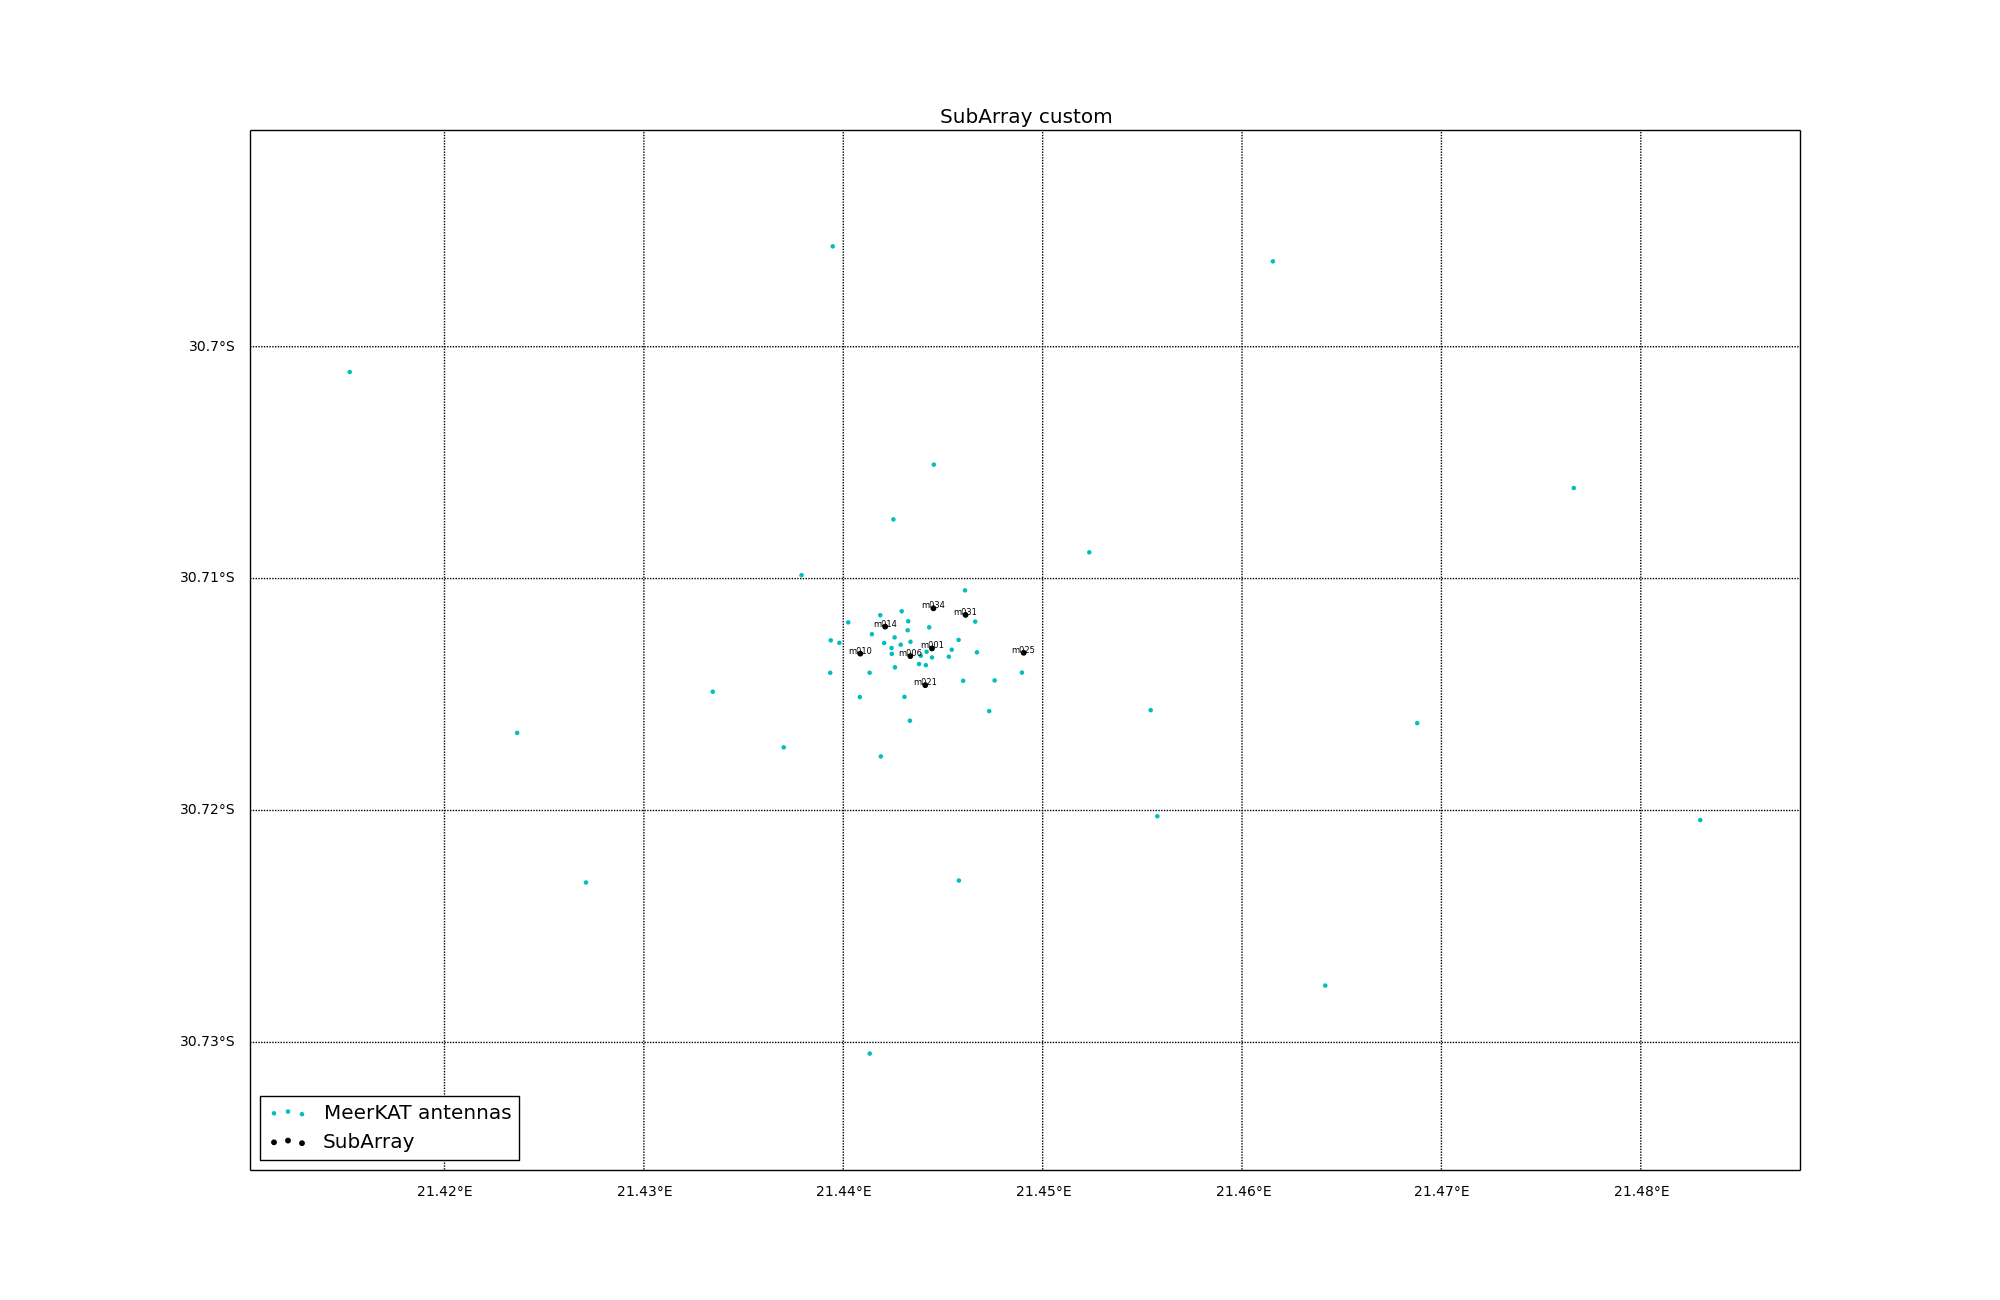 SubArray custom
30.7°S
30.71°S
m034
m031
m014
m001
m010
m006
m025
m021
30.72°S
30.73°S
MeerKAT antennas
SubArray
21.42°E
21.43°E
21.44°E
21.45°E
21.46°E
21.47°E
21.48°E